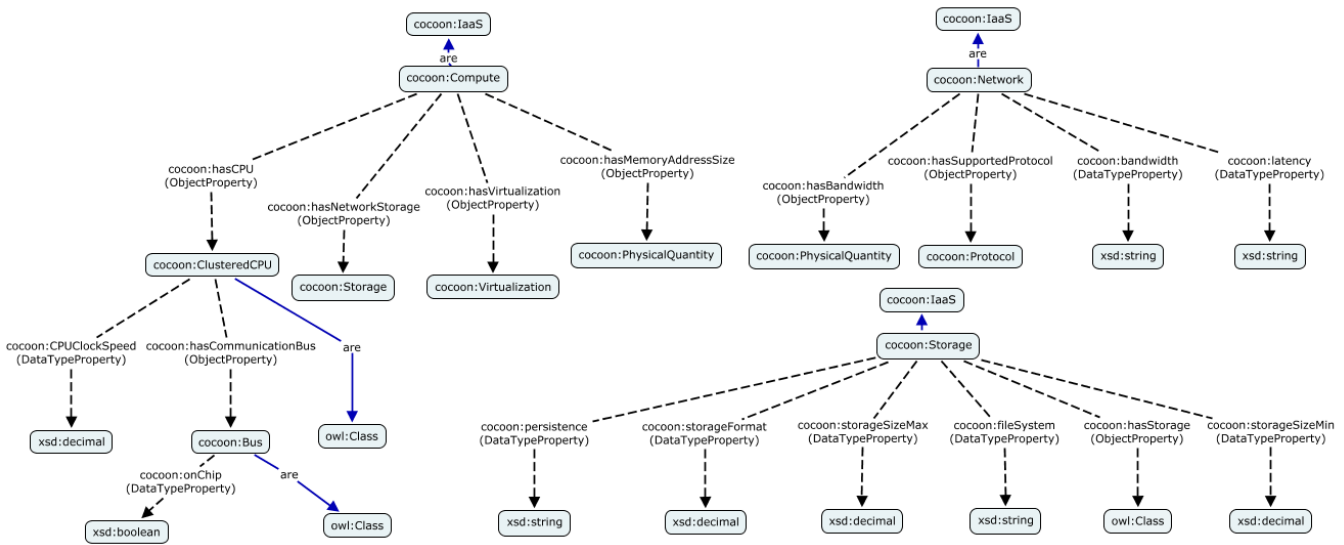 cocoon:IaaS
are
cocoon:Compute
cocoon:hasCPU
(ObjectProperty)
cocoon:hasNetworkStorage
(ObjectProperty)
cocoon:hasVirtualization
(ObjectProperty)
cocoon:hasMemoryAddressSize
(ObjectProperty)
cocoon:ClusteredCPU
cocoon:Storage
cocoon:Virtualization
cocoon:PhysicalQuantity
cocoon:CPUClockSpeed
(DataTypeProperty)
cocoon:hasCommunicationBus
(ObjectProperty)
are
xsd:decimal
cocoon:Bus
owl:Class
cocoon:onChip
(DataTypeProperty)
are
xsd:boolean
owl:Class
cocoon:IaaS
are
cocoon:Network
cocoon:hasBandwidth
(ObjectProperty)
cocoon:hasSupportedProtocol
(ObjectProperty)
cocoon:bandwidth
(DataTypeProperty)
cocoon:latency
(DataTypeProperty)
cocoon:PhysicalQuantity
cocoon:Protocol
xsd:string
xsd:string
cocoon:IaaS
cocoon:Storage
cocoon:persistence
(DataTypeProperty)
cocoon:storageFormat
(DataTypeProperty)
cocoon:storageSizeMax
(DataTypeProperty)
cocoon:fileSystem
(DataTypeProperty)
cocoon:hasStorage
(ObjectProperty)
cocoon:storageSizeMin
(DataTypeProperty)
xsd:string
xsd:decimal
xsd:decimal
xsd:string
owl:Class
xsd:decimal